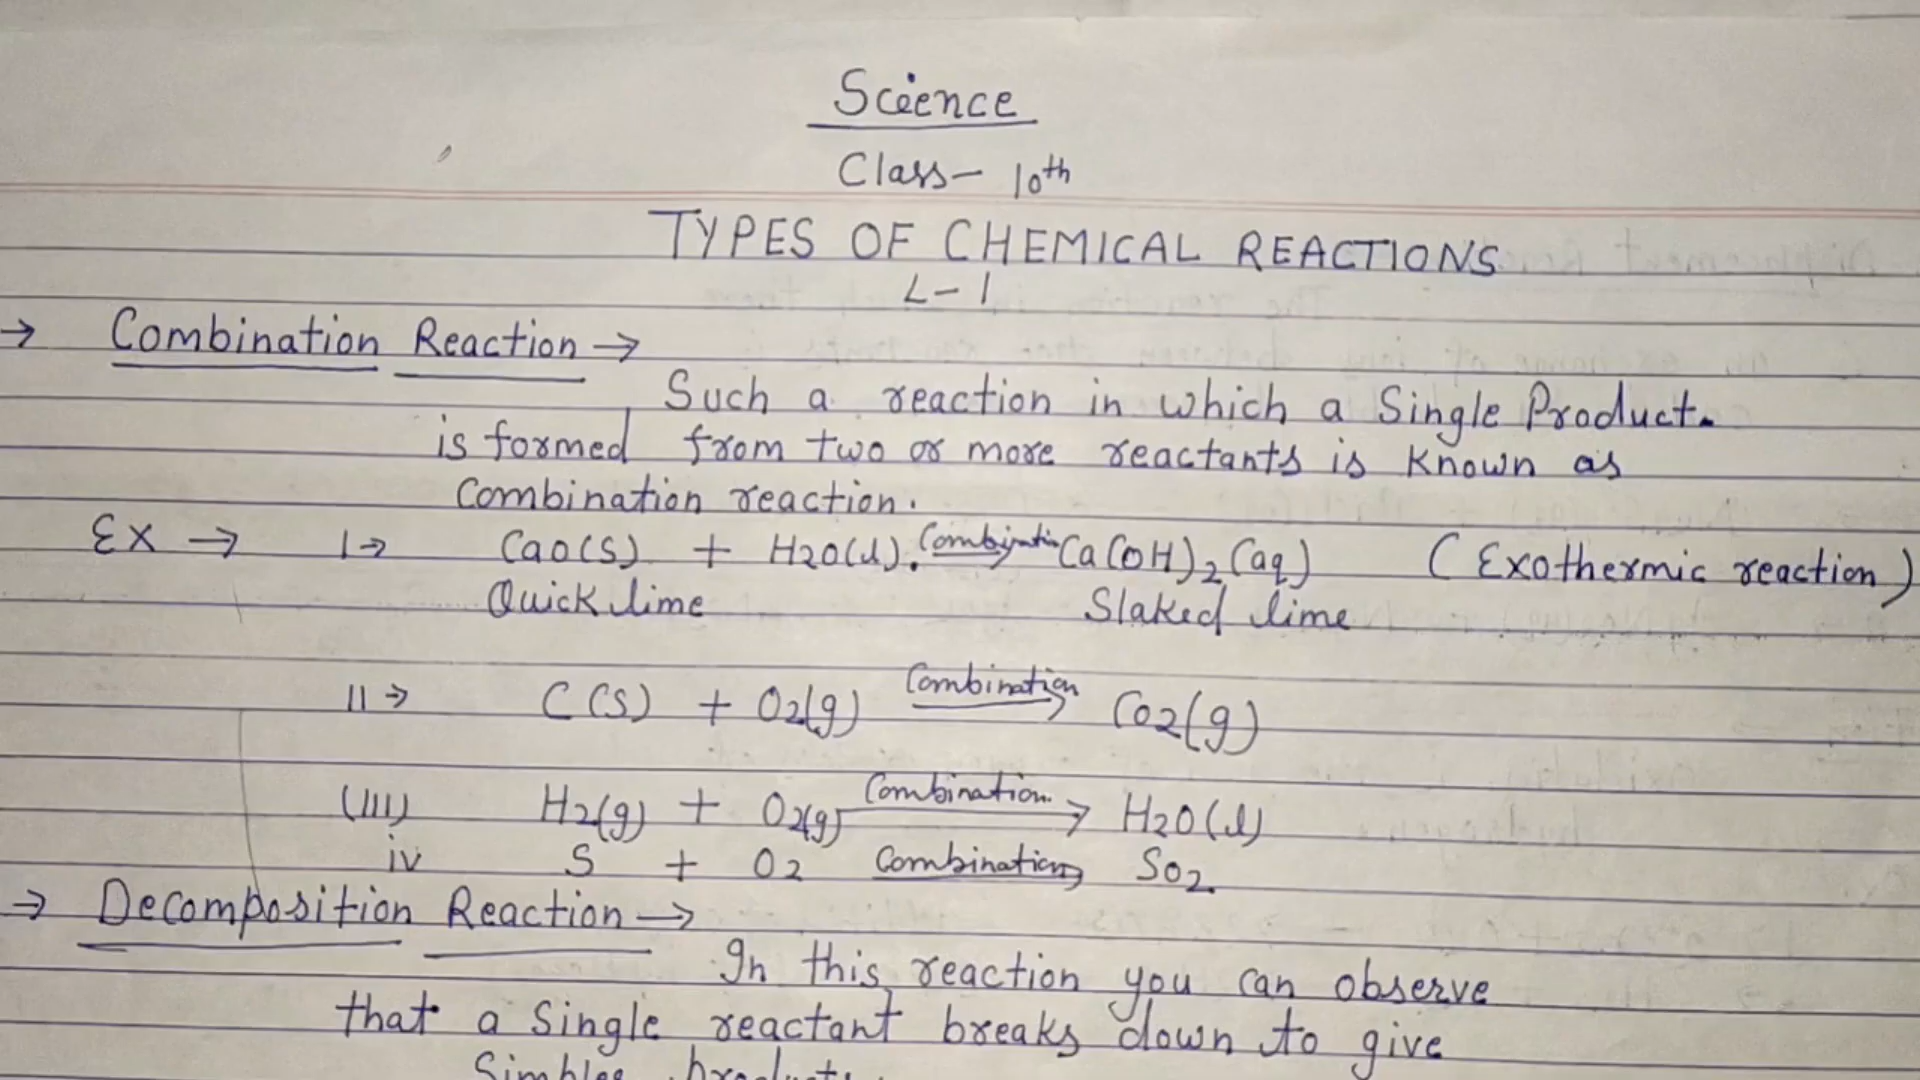 Science
Class- 10th
TYPES OF CHEMICAL REACTIONS
L-1
→ Combination Reaction →
Such a reaction in which a Single Product.
is formed from two or more reactants is known as
Combination reaction.
Ex → 1→ CaO(s) + H2O(l). Combination Ca(OH)2(aq) (Exothermic reaction)
Quick lime Slaked lime
11→ C(s) + O2(g) Combination→ Co2(g)
(111) H2(g) + O2(g) Combination→ H2O(l)
iv S + O2 Combination→ SO2.
→ Decomposition Reaction →
In this reaction you can observe
that a Single reactant breaks down to give